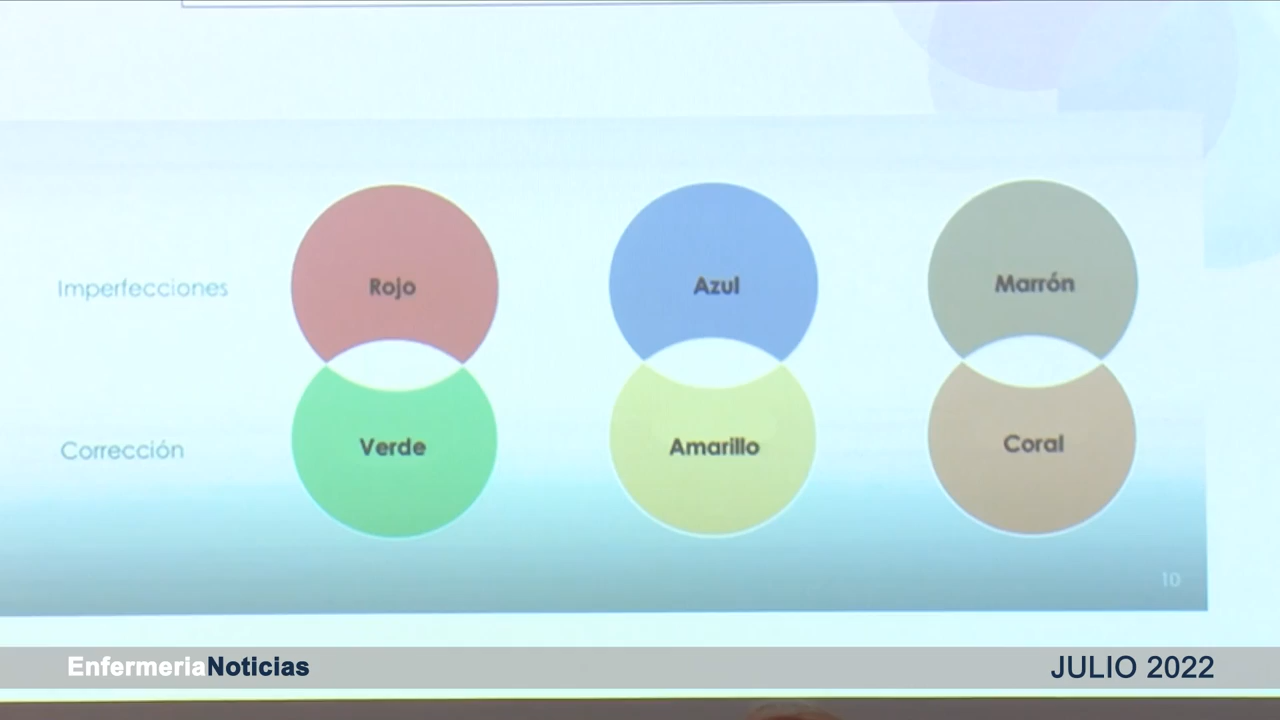 Imperfecciones
Rojo
Azul
Marrón
Corrección
Verde
Amarillo
Coral
10
EnfermeriaNoticias
JULIO 2022